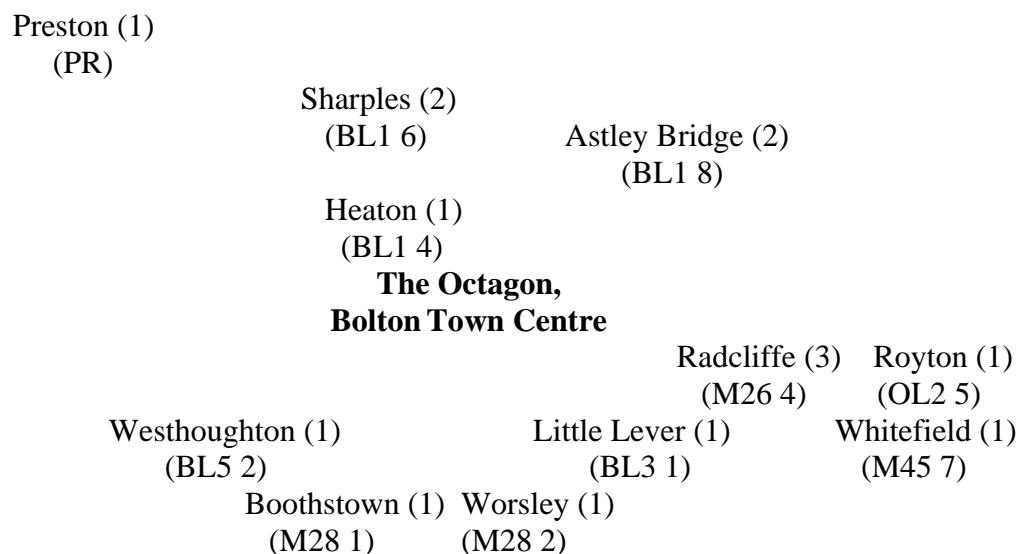 Preston (1)
(PR)
Sharples (2)
(BL1 6) Astley Bridge (2)
(BL1 8)
Heaton (1)
(BL1 4)
The Octagon,
Bolton Town Centre
Radcliffe (3) Royton (1)
(M26 4) (OL2 5)
Westhoughton (1) Little Lever (1) Whitefield (1)
(BL5 2) (BL3 1) (M45 7)
Boothstown (1) Worsley (1)
(M28 1) (M28 2)